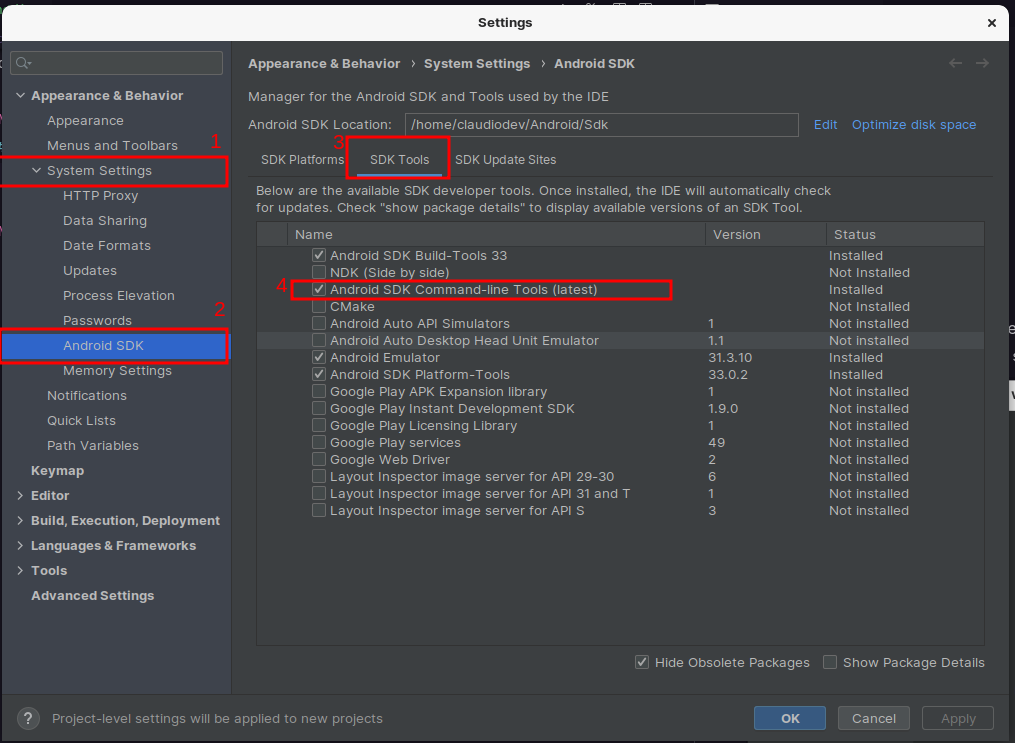 Settings
Appearance & Behavior › System Settings › Android SDK
Appearance & Behavior
Appearance
Menus and Toolbars
1
System Settings
HTTP Proxy
Data Sharing
Date Formats
Updates
Process Elevation
Passwords
2
Android SDK
Memory Settings
Notifications
Quick Lists
Path Variables
Keymap
Editor
Build, Execution, Deployment
Languages & Frameworks
Tools
Advanced Settings
Manager for the Android SDK and Tools used by the IDE
Android SDK Location: /home/claudiodev/Android/Sdk Edit Optimize disk space
3
SDK Platforms SDK Tools SDK Update Sites
Below are the available SDK developer tools. Once installed, the IDE will automatically check
for updates. Check "show package details" to display available versions of an SDK Tool.
Name Version Status
Android SDK Build-Tools 33 Installed
NDK (Side by side) Not Installed
4 Android SDK Command-line Tools (latest) Installed
CMake Not Installed
Android Auto API Simulators 1 Not installed
Android Auto Desktop Head Unit Emulator 1.1 Not installed
Android Emulator 31.3.10 Installed
Android SDK Platform-Tools 33.0.2 Installed
Google Play APK Expansion library 1 Not installed
Google Play Instant Development SDK 1.9.0 Not installed
Google Play Licensing Library 1 Not installed
Google Play services 49 Not installed
Google Web Driver 2 Not installed
Layout Inspector image server for API 29-30 6 Not installed
Layout Inspector image server for API 31 and T 1 Not installed
Layout Inspector image server for API S 3 Not installed
Hide Obsolete Packages Show Package Details
? Project-level settings will be applied to new projects
OK Cancel Apply